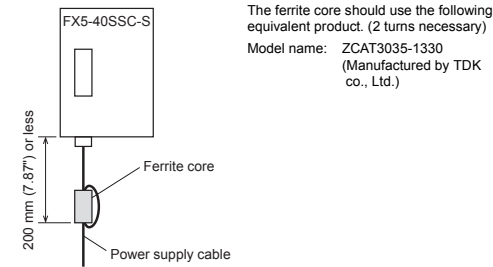 The ferrite core should use the following
equivalent product. (2 turns necessary)
Model name: ZCAT3035-1330
(Manufactured by TDK
co., Ltd.)
FX5-40SSC-S
200 mm (7.87") or less
Ferrite core
Power supply cable